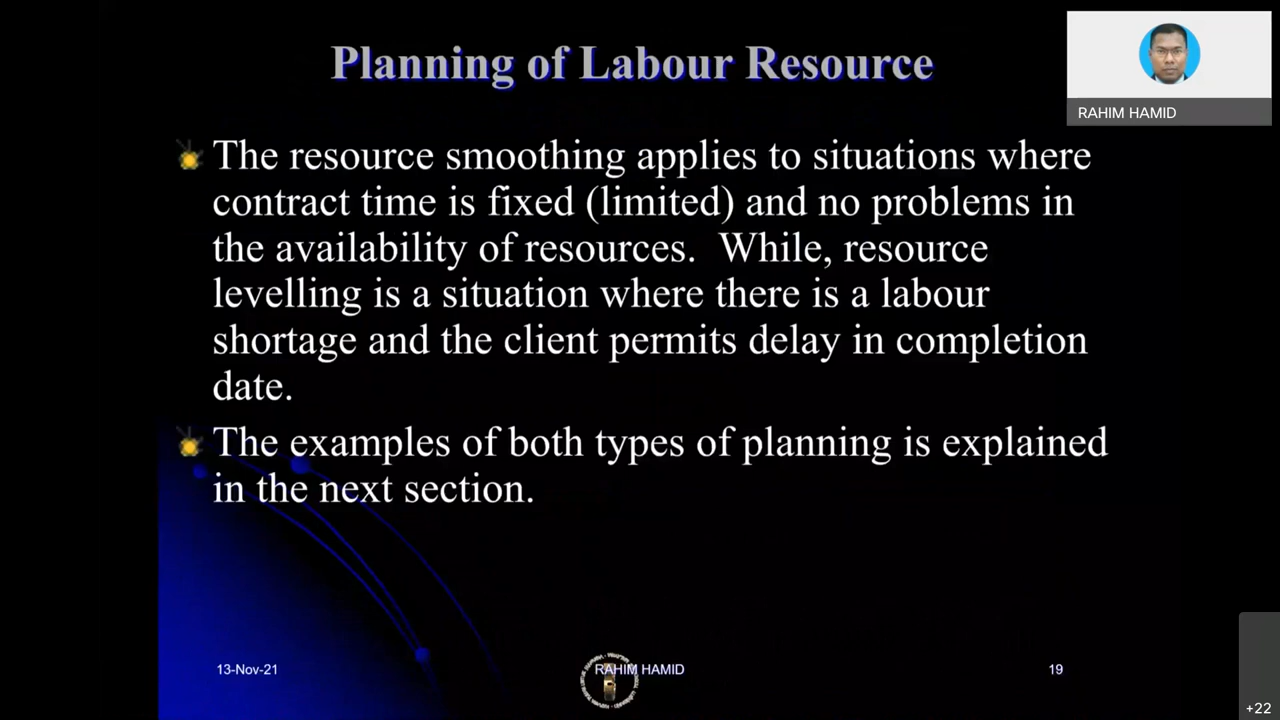 Planning of Labour Resource
RAHIM HAMID
The resource smoothing applies to situations where
contract time is fixed (limited) and no problems in
the availability of resources. While, resource
levelling is a situation where there is a labour
shortage and the client permits delay in completion
date.
The examples of both types of planning is explained
in the next section.
13-Nov-21
RAHIM HAMID
19
+22